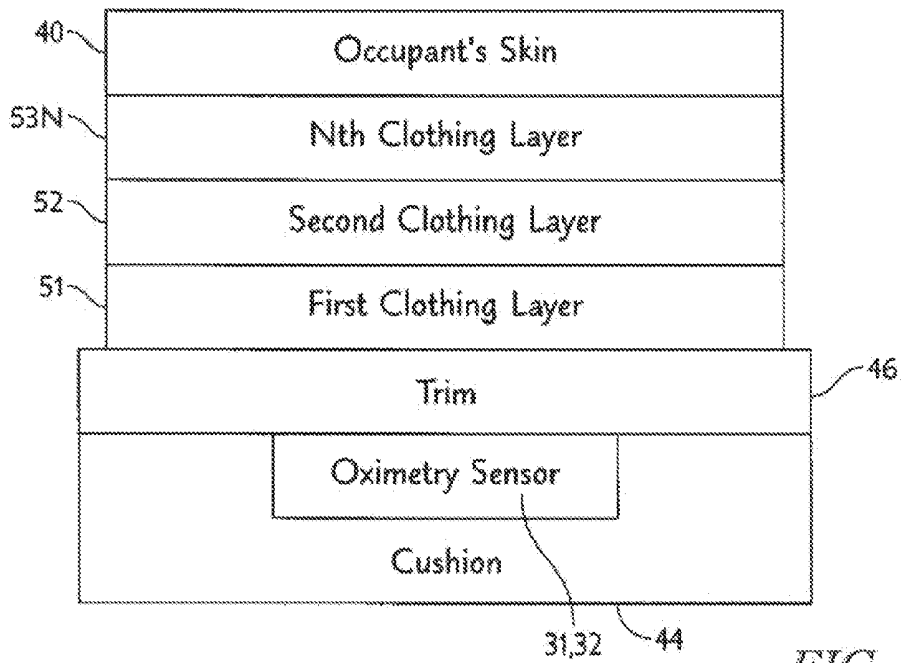 40
Occupant's Skin
53N
Nth Clothing Layer
52
Second Clothing Layer
51
First Clothing Layer
Trim
46
Oximetry Sensor
Cushion
31,32
44
FIG